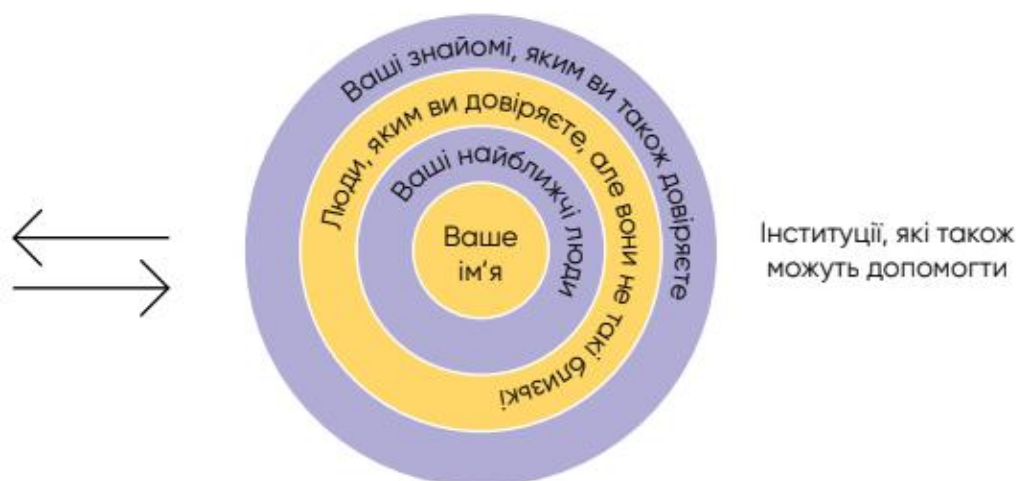 Ваші знайомі, яким ви також довіряєте
Люди, яким ви довіряєте, але вони не такі близькі
Ваші найближчі люди
Ваше
ім’я
Інституції, які також
можуть допомогти